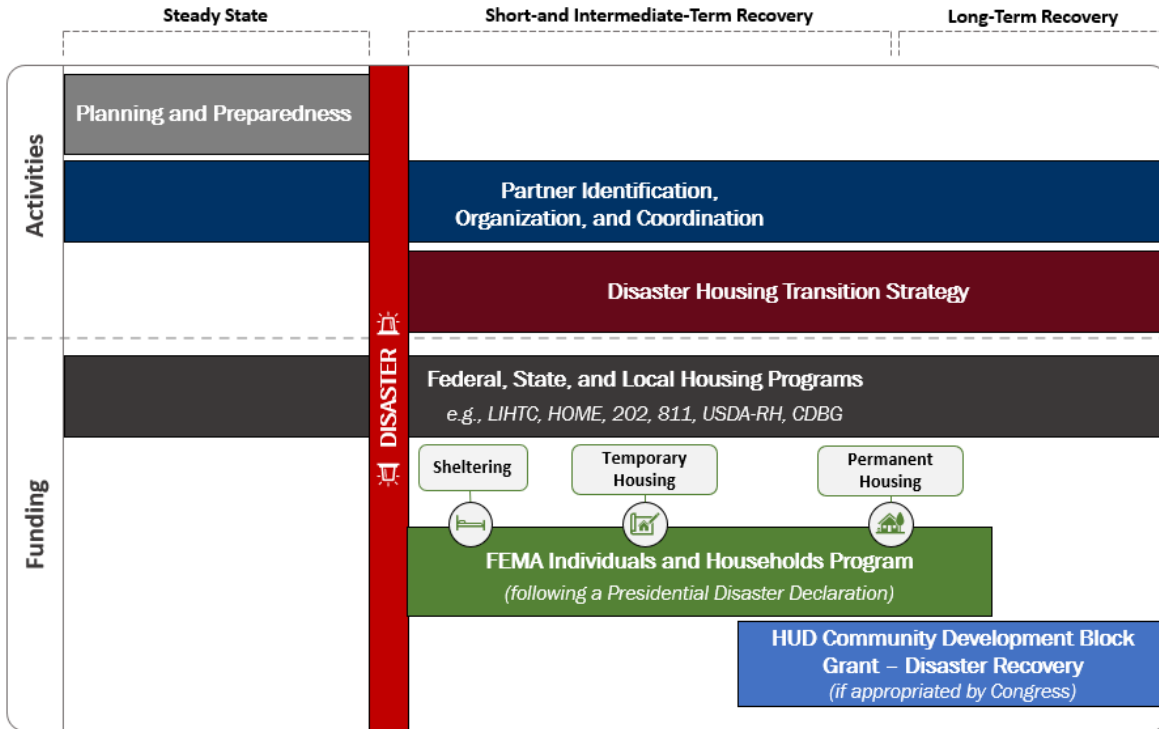 Steady State
Short-and Intermediate-Term Recovery
Long-Term Recovery
Activities
Planning and Preparedness
Partner Identification,
Organization, and Coordination
Disaster Housing Transition Strategy
DISASTER
Funding
Federal, State, and Local Housing Programs
e.g., LIHTC, HOME, 202, 811, USDA-RH, CDBG
Sheltering
Temporary
Housing
Permanent
Housing
FEMA Individuals and Households Program
(following a Presidential Disaster Declaration)
HUD Community Development Block
Grant – Disaster Recovery
(if appropriated by Congress)